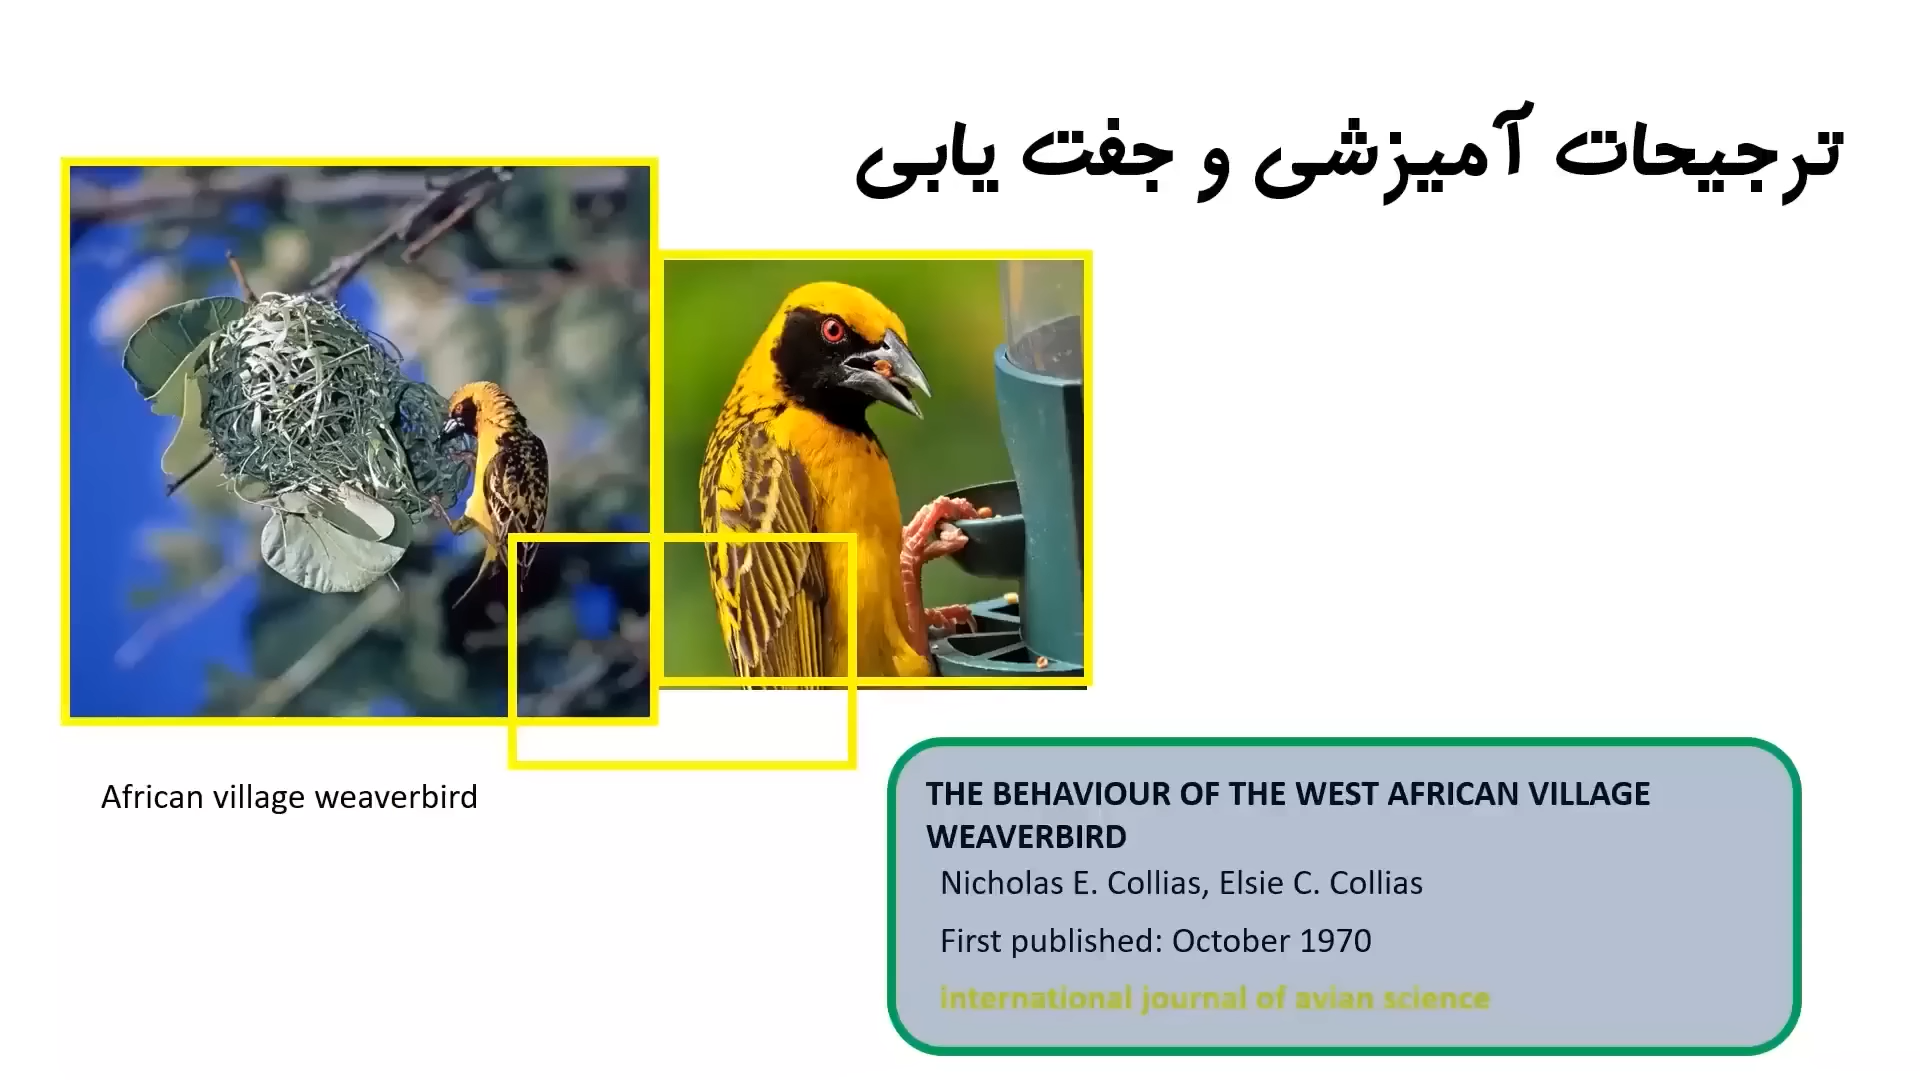 ترجیحات آمیزشی و جفت یابی
African village weaverbird
THE BEHAVIOUR OF THE WEST AFRICAN VILLAGE
WEAVERBIRD
Nicholas E. Collias, Elsie C. Collias
First published: October 1970
international journal of avian science